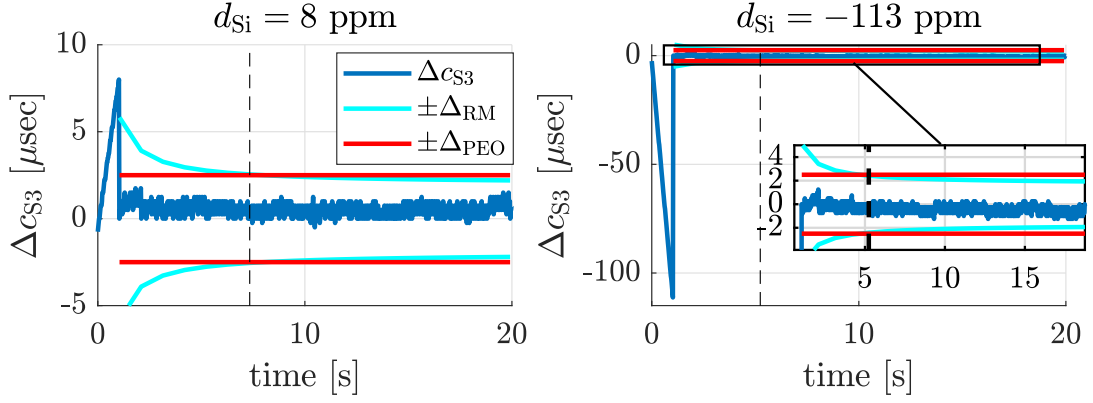 d_Si = 8 ppm
10
5
0
-5
0
10
20
Δc_S3 [μsec]
time [s]
Δc_S3
±Δ_RM
±Δ_PEO
d_Si = −113 ppm
0
-50
-100
0
10
20
Δc_S3 [μsec]
time [s]
4
2
0
-2
5
10
15